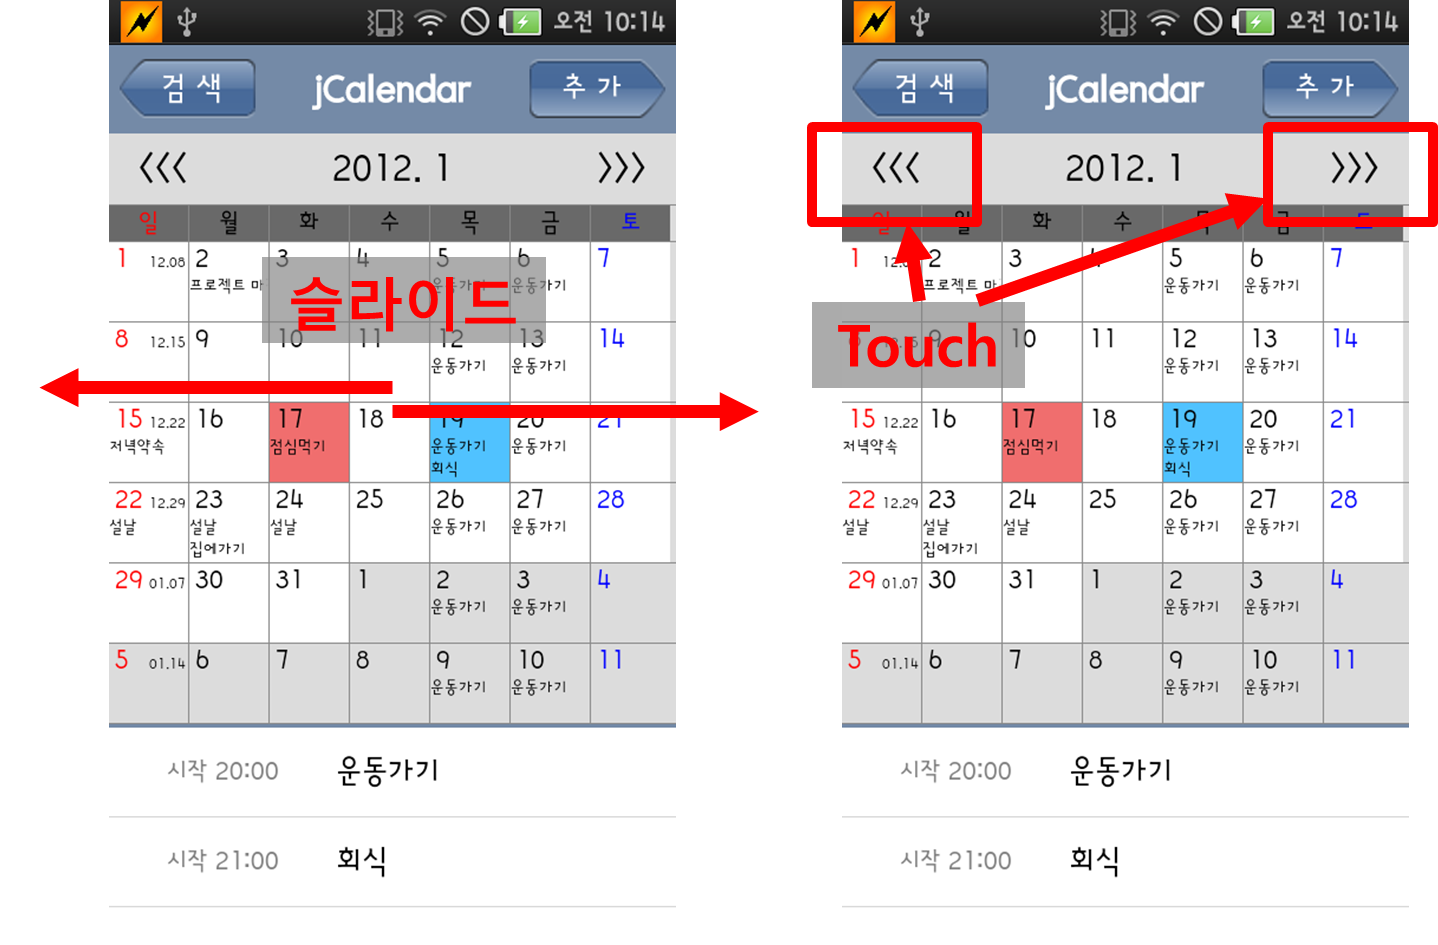 오전 10:14
검 색 jCalendar 추 가
<<< 2012. 1 >>>
일 월 화 수 목 금 토
1 12.08 2 3 4 5 6 7
프로젝트 마 운동가기 운동가기
슬라이드
8 12.15 9 10 11 12 13 14
운동가기 운동가기
15 12.22 16 17 18 19 20 21
저녁약속 점심먹기 운동가기 운동가기
회식
22 12.29 23 24 25 26 27 28
설날 설날 설날 운동가기 운동가기
집에가기
29 01.07 30 31 1 2 3 4
운동가기 운동가기
5 01.14 6 7 8 9 10 11
운동가기 운동가기
시작 20:00 운동가기
시작 21:00 회식
오전 10:14
검 색 jCalendar 추 가
<<< 2012. 1 >>>
일 월 화 수 목 금 토
1 2 3 4 5 6 7
프로젝트 마 운동가기 운동가기
Touch
9 10 11 12 13 14
운동가기 운동가기
15 12.22 16 17 18 19 20 21
저녁약속 점심먹기 운동가기 운동가기
회식
22 12.29 23 24 25 26 27 28
설날 설날 설날 운동가기 운동가기
집에가기
29 01.07 30 31 1 2 3 4
운동가기 운동가기
5 01.14 6 7 8 9 10 11
운동가기 운동가기
시작 20:00 운동가기
시작 21:00 회식